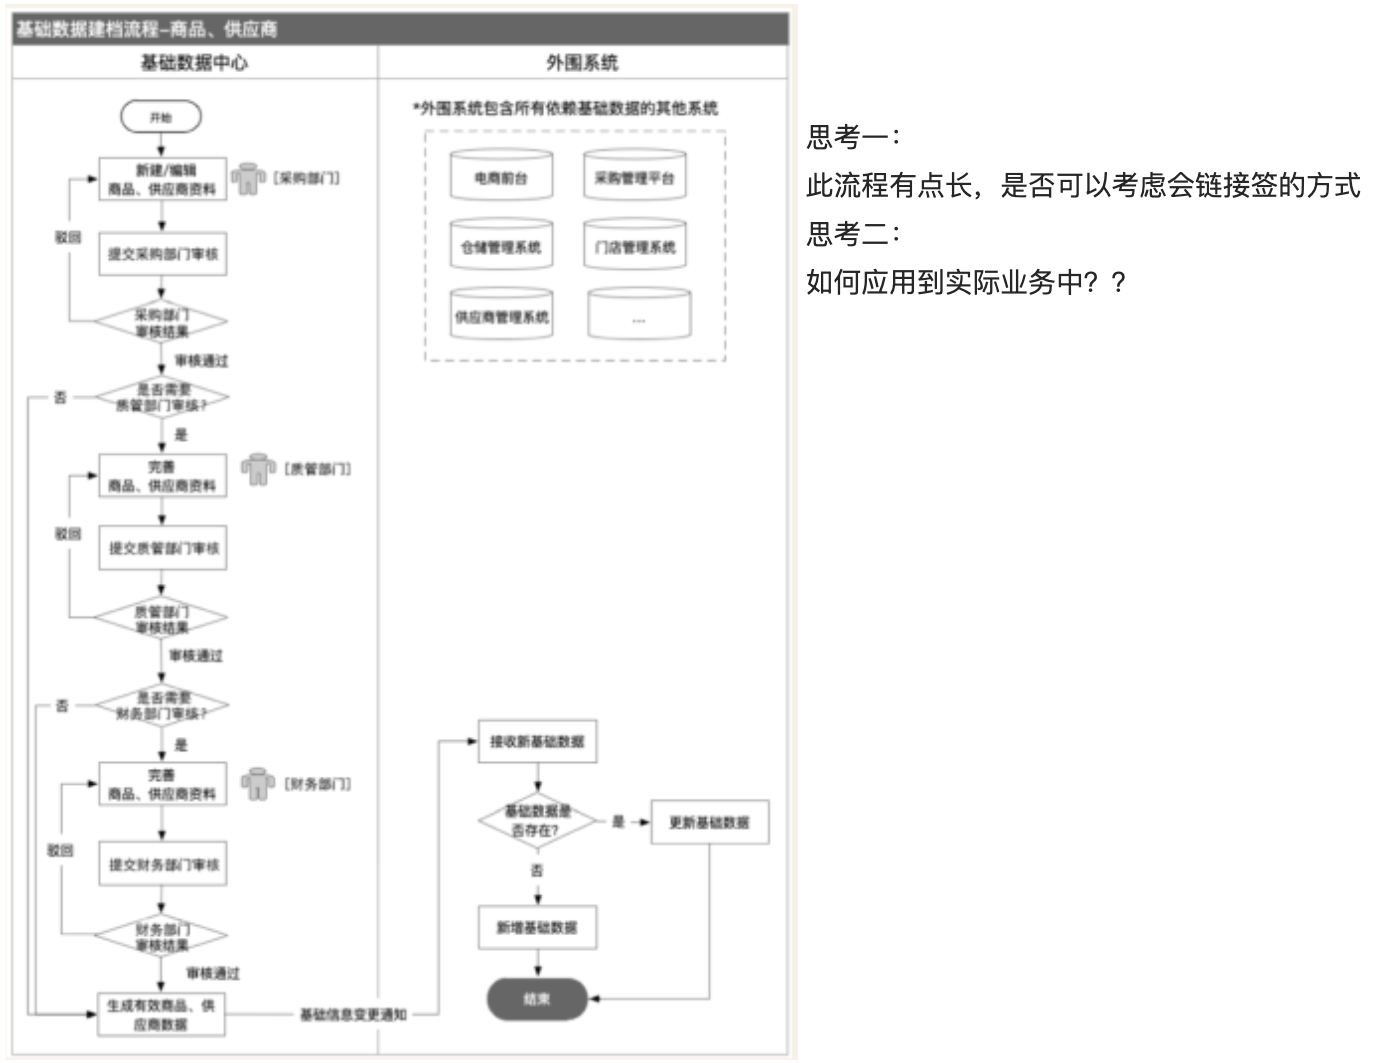 基础数据建档流程-商品、供应商
基础数据中心
外围系统
开始
新建/编辑
商品、供应商资料
[采购部门]
驳回
提交采购部门审核
采购部门
审核结果
审核通过
是否需要
质管部门审核?
否
是
完善
商品、供应商资料
[质管部门]
驳回
提交质管部门审核
质管部门
审核结果
审核通过
是否需要
财务部门审核?
否
是
完善
商品、供应商资料
[财务部门]
驳回
提交财务部门审核
财务部门
审核结果
审核通过
生成有效商品、供
应商数据
基础信息变更通知
*外围系统包含所有依赖基础数据的其他系统
电商前台
采购管理平台
仓储管理系统
门店管理系统
供应商管理系统
...
接收新基础数据
基础数据是
否存在?
是
更新基础数据
否
新增基础数据
结束
思考一：
此流程有点长，是否可以考虑会链接签的方式
思考二：
如何应用到实际业务中？？